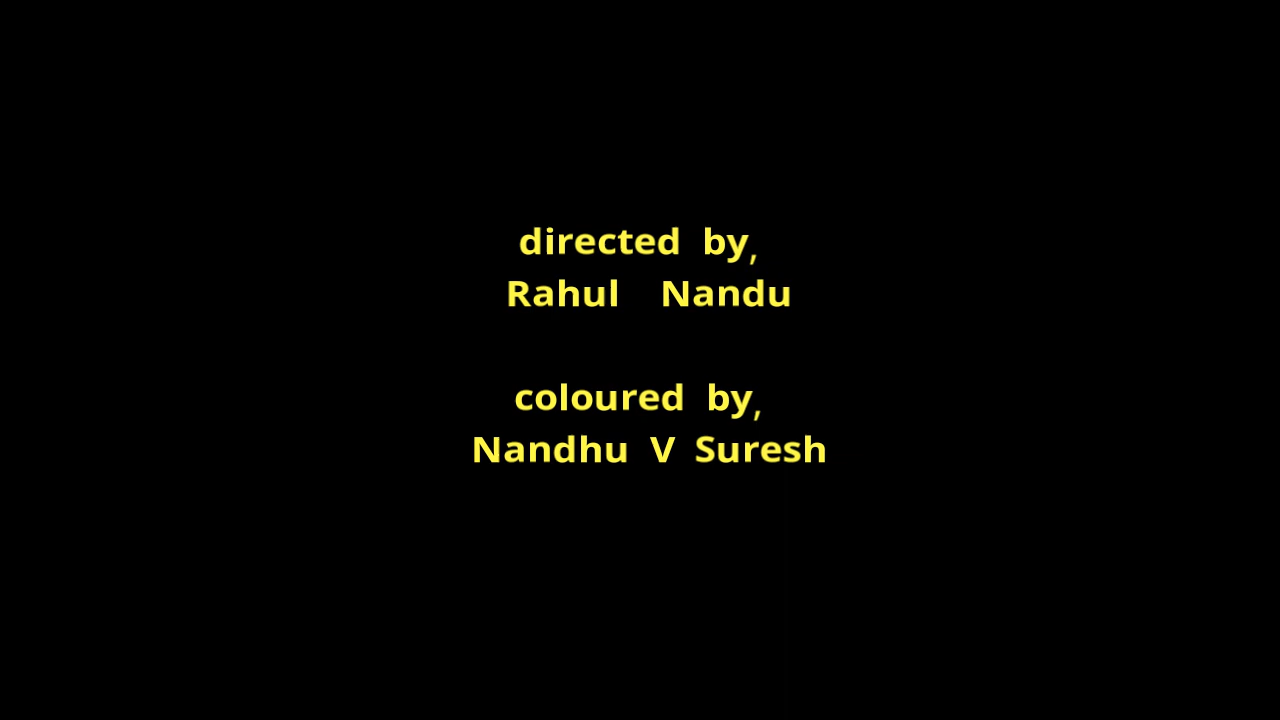 directed by,
Rahul Nandu
coloured by,
Nandhu V Suresh